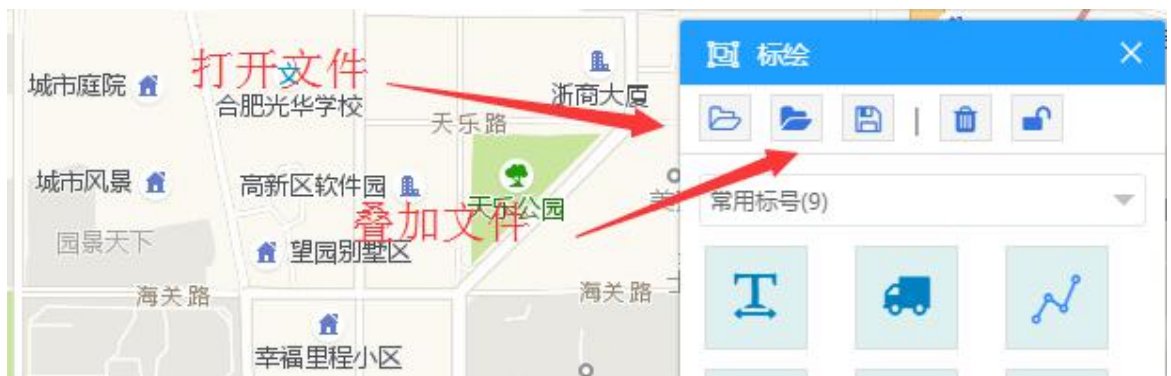 标绘
打开文件
城市庭院
文
合肥光华学校
浙商大厦
天乐路
城市风景
高新区软件园
天乐公园
常用标号(9)
叠加文件
园景天下
望园别墅区
海关路
海关路
T
幸福里程小区